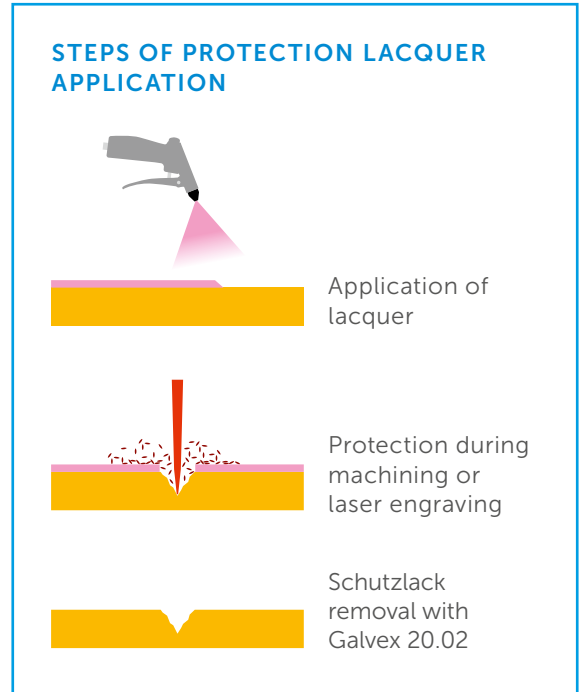 STEPS OF PROTECTION LACQUER
APPLICATION
Application of
lacquer
Protection during
machining or
laser engraving
Schutzlack
removal with
Galvex 20.02